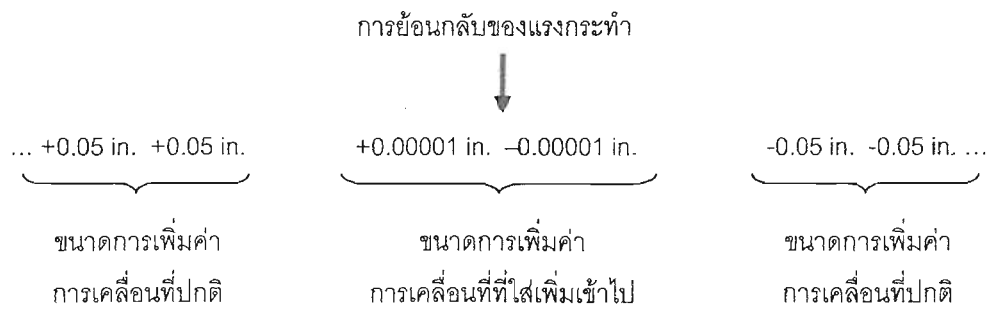 การย้อนกลับของแรงกระทำ
... +0.05 in. +0.05 in. +0.00001 in. –0.00001 in. -0.05 in. -0.05 in. ...
ขนาดการเพิ่มค่า ขนาดการเพิ่มค่า ขนาดการเพิ่มค่า
การเคลื่อนที่ปกติ การเคลื่อนที่ที่ใส่เพิ่มเข้าไป การเคลื่อนที่ปกติ